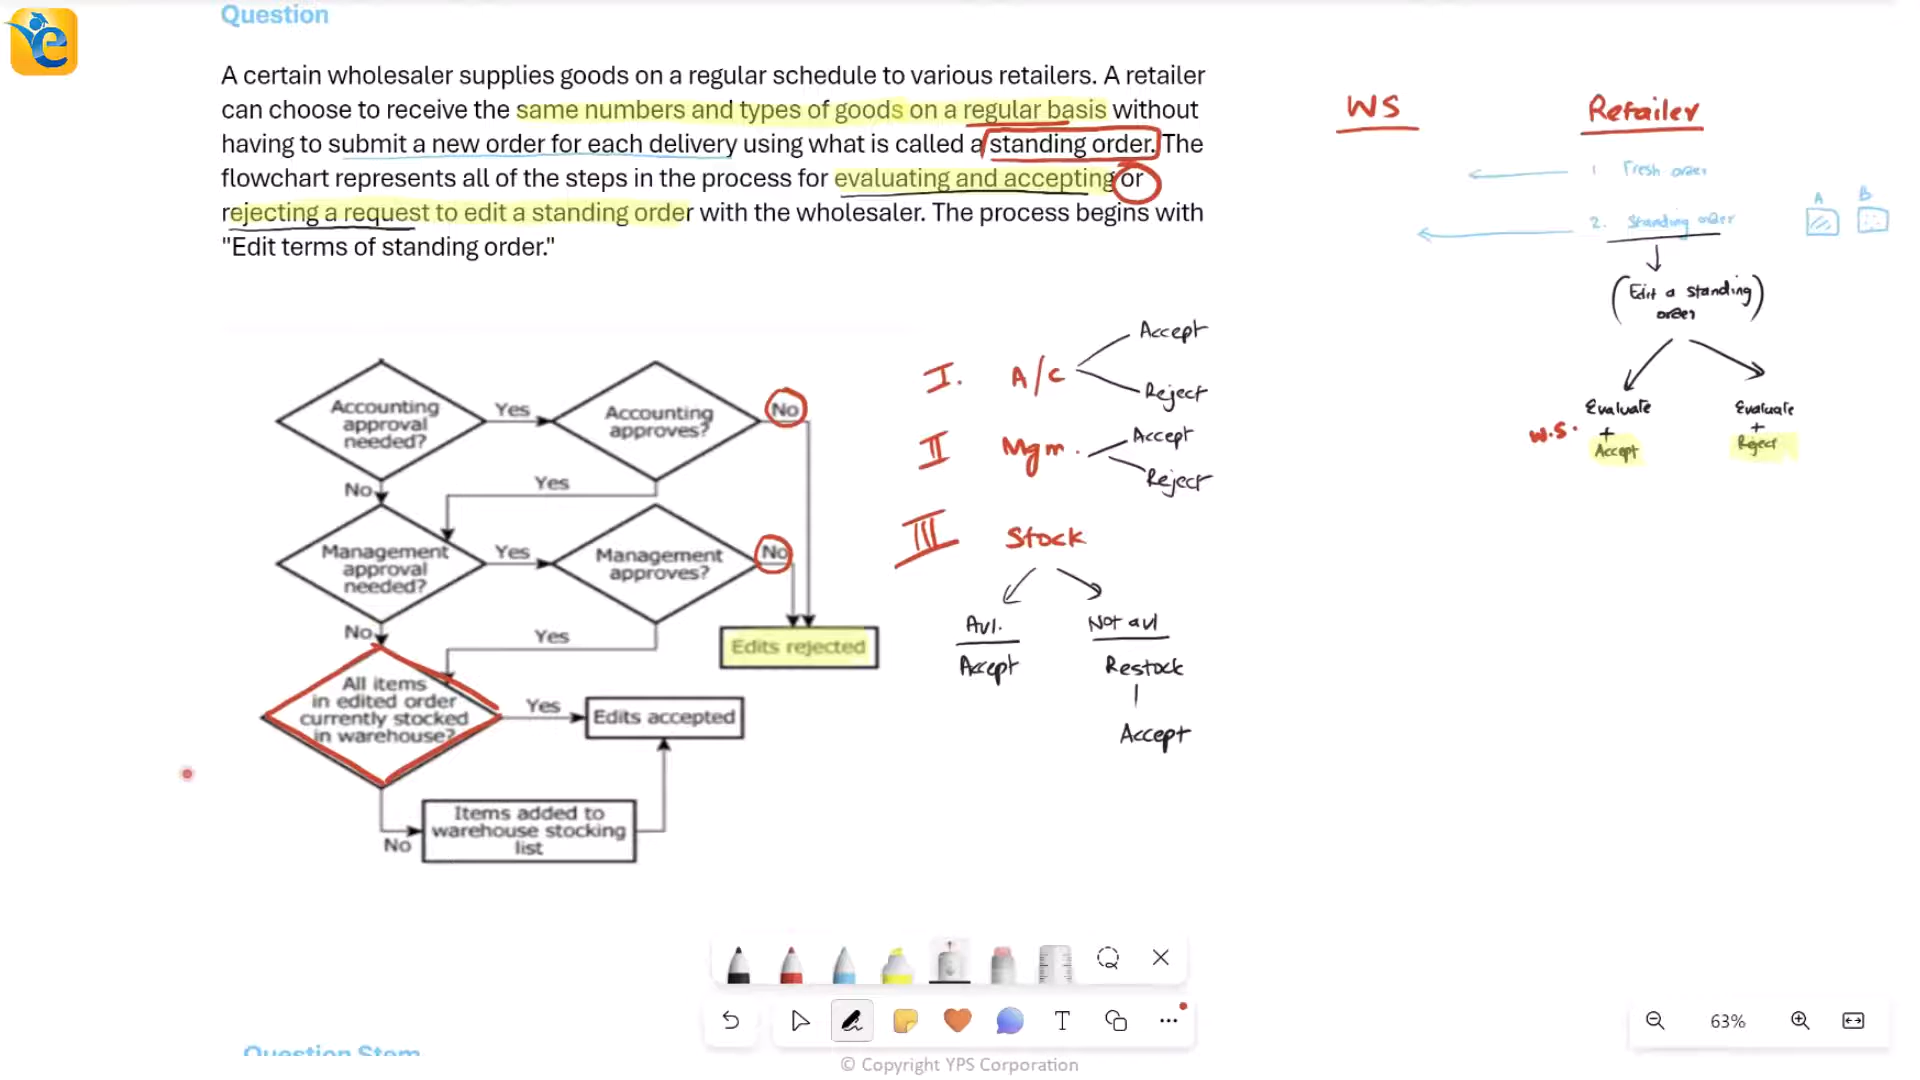 Question
A certain wholesaler supplies goods on a regular schedule to various retailers. A retailer
can choose to receive the same numbers and types of goods on a regular basis without
having to submit a new order for each delivery using what is called a standing order. The
flowchart represents all of the steps in the process for evaluating and accepting or
rejecting a request to edit a standing order with the wholesaler. The process begins with
"Edit terms of standing order."
WS
Retailer
1 Fresh order
2. Standing order
A
B
(Edit a standing)
order
Evaluate
+
Accept
Evaluate
+
Reject
W.S.
Accounting
approval
needed?
Yes
Accounting
approves?
No
No
Yes
Management
approval
needed?
Yes
Management
approves?
No
No
Yes
Edits rejected
All items
in edited order
currently stocked
in warehouse?
Yes
Edits accepted
No
Items added to
warehouse stocking
list
I. A/C
Accept
Reject
II Mgm.
Accept
Reject
III Stock
Avl.
Accept
Not avl
Restock
Accept
63%
T
Question Stem
© Copyright YPS Corporation